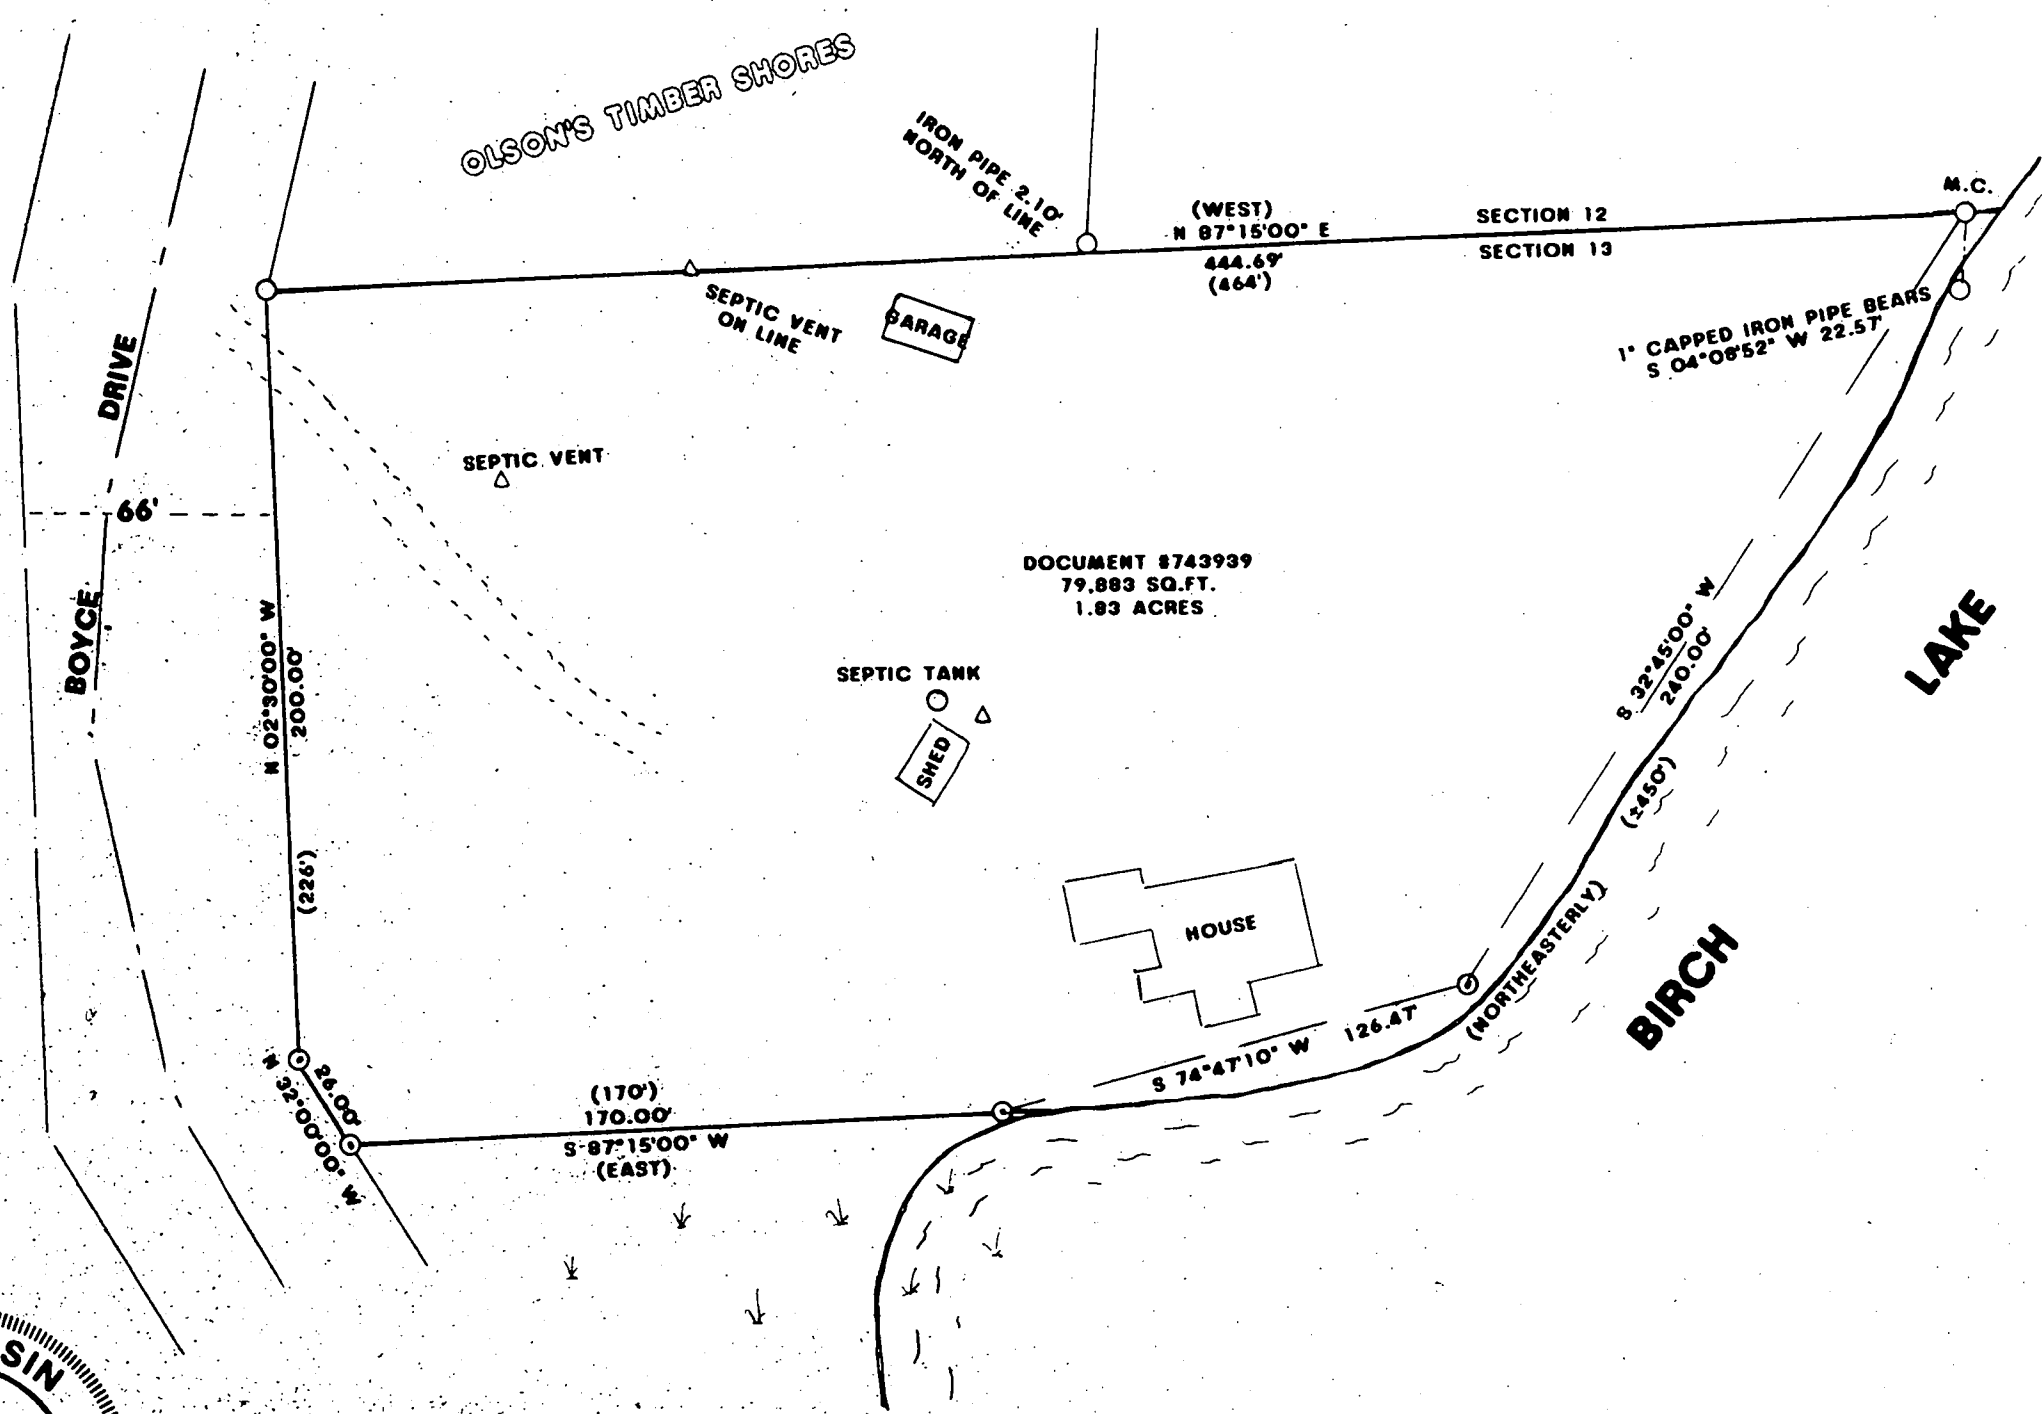 OLSON'S TIMBER SHORES
IRON PIPE 2.10'
NORTH OF LINE
M.C.
(WEST)
N 87°15'00" E
444.69'
(464')
SECTION 12
SECTION 13
1" CAPPED IRON PIPE BEARS
S 04°08'52" W 22.57'
SEPTIC VENT
ON LINE
GARAGE
DRIVE
BOYCE
66'
SEPTIC VENT
DOCUMENT #743939
79,883 SQ.FT.
1.83 ACRES
N 02°30'00" W
200.00'
(226')
SEPTIC TANK
SHED
HOUSE
S 32°45'00" W
240.00'
(±450')
(NORTHEASTERLY)
LAKE
BIRCH
S 74°47'10" W 126.47'
26.00'
N 32°00'00" W
(170')
170.00'
S 87°15'00" W
(EAST)
SIN